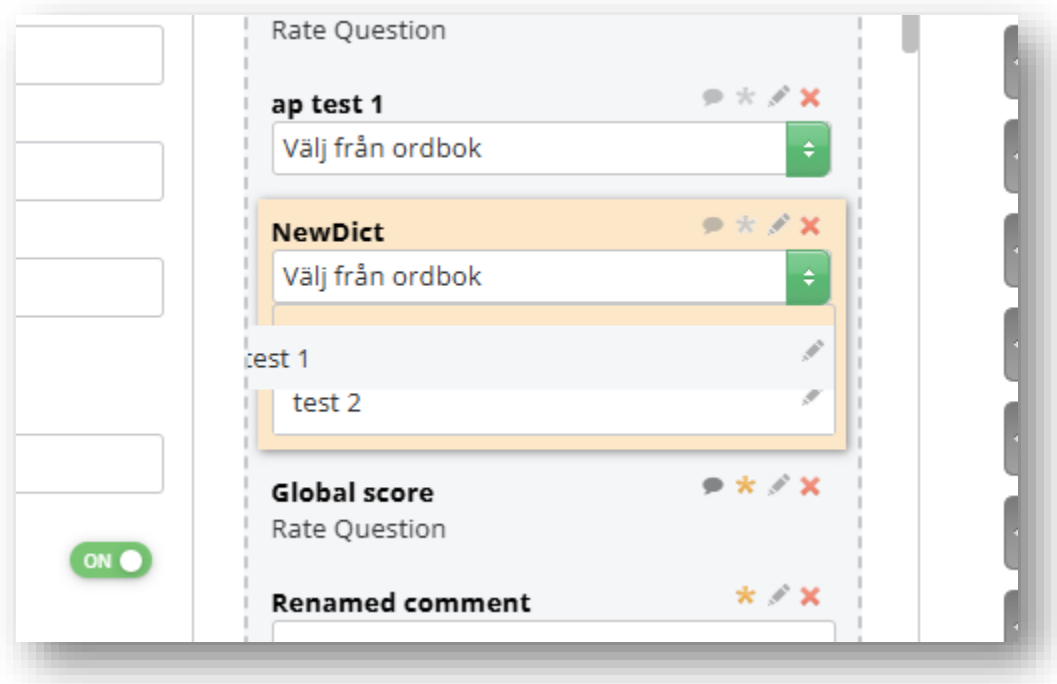 Rate Question
ap test 1
Välj från ordbok
NewDict
Välj från ordbok
test 1
test 2
Global score
Rate Question
ON
Renamed comment